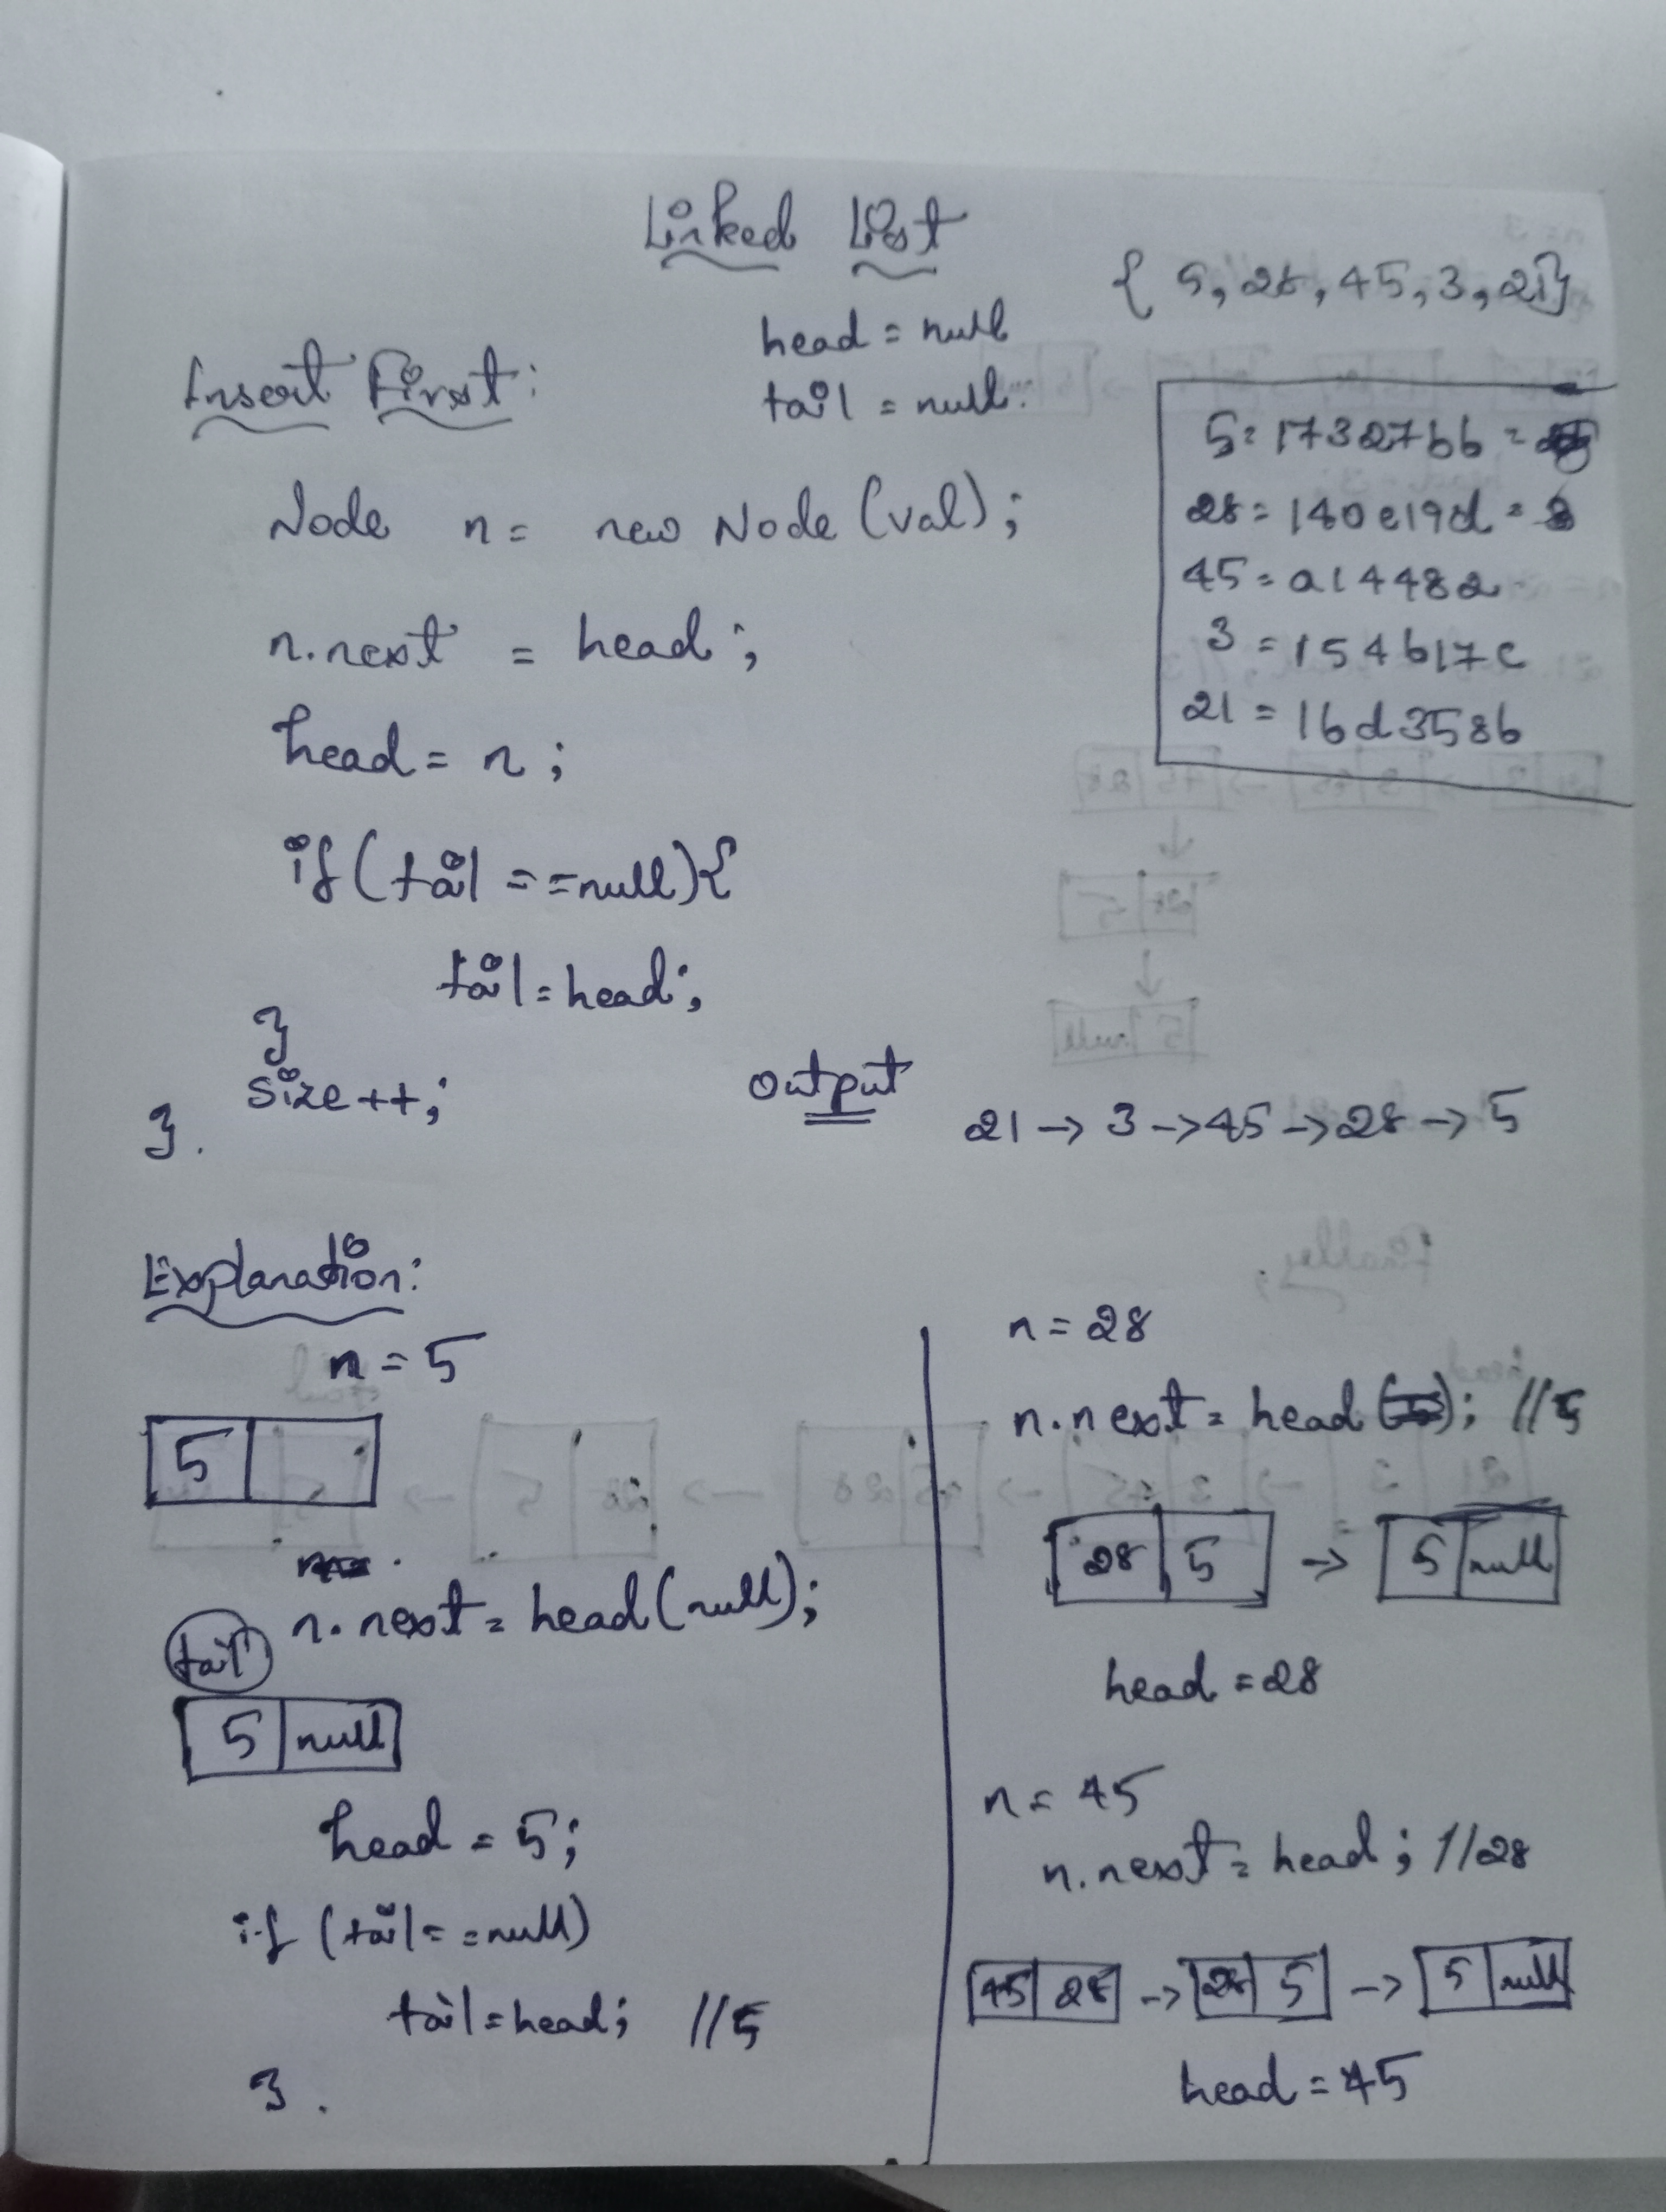 Linked List
{ 5, 28, 45, 3, 21}
head = null
tail = null.
Insert First:
5 = 1732766 =
28 = 140e19d =
45 = a14482
3 = 154617c
21 = 16d3586
Node n = new Node (val);
n.next = head;
head = n;
if (tail == null) {
tail = head;
}
size++;
}.
Output
21 -> 3 -> 45 -> 28 -> 5
Explanation:
n = 5
5
n.next = head (null);
tail
5 | null
head = 5;
if (tail == null)
tail = head; //5
}.
n = 28
n.next = head ( ); //5
28 | 5 -> 5 | null
head = 28
n = 45
n.next = head; //28
45 | 28 -> 28 | 5 -> 5 | null
head = 45